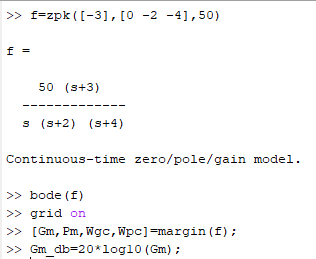 >> f=zpk([-3],[0 -2 -4],50)
f =
50 (s+3)
-------------
s (s+2) (s+4)
Continuous-time zero/pole/gain model.
>> bode(f)
>> grid on
>> [Gm,Pm,Wgc,Wpc]=margin(f);
>> Gm_db=20*log10(Gm);